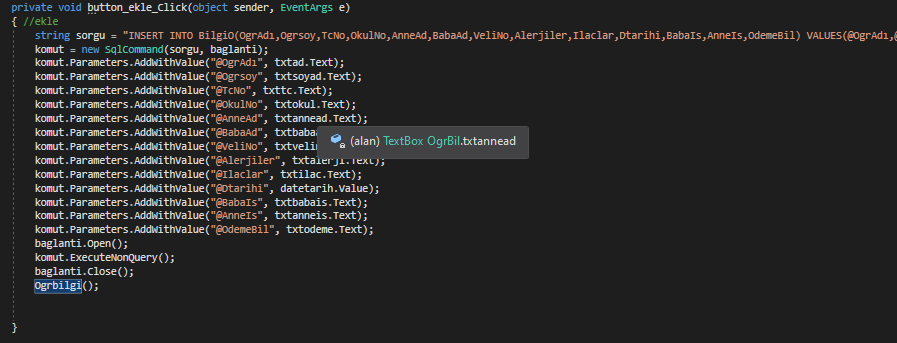 private void button_ekle_Click(object sender, EventArgs e)
{ //ekle
string sorgu = "INSERT INTO BilgiO(OgrAdı,Ogrsoy,TcNo,OkulNo,AnneAd,BabaAd,VeliNo,Alerjiler,Ilaclar,Dtarihi,BabaIs,AnneIs,OdemeBil) VALUES(@OgrAdı,
komut = new SqlCommand(sorgu, baglanti);
komut.Parameters.AddWithValue("@OgrAdı", txtad.Text);
komut.Parameters.AddWithValue("@Ogrsoy", txtsoyad.Text);
komut.Parameters.AddWithValue("@TcNo", txttc.Text);
komut.Parameters.AddWithValue("@OkulNo", txtokul.Text);
komut.Parameters.AddWithValue("@AnneAd", txtannead.Text);
komut.Parameters.AddWithValue("@BabaAd", txtbaba
(alan) TextBox OgrBil.txtannead
komut.Parameters.AddWithValue("@VeliNo", txtveli
komut.Parameters.AddWithValue("@Alerjiler", txtalerji.Text);
komut.Parameters.AddWithValue("@Ilaclar", txtilac.Text);
komut.Parameters.AddWithValue("@Dtarihi", datetarih.Value);
komut.Parameters.AddWithValue("@BabaIs", txtbabais.Text);
komut.Parameters.AddWithValue("@AnneIs", txtanneis.Text);
komut.Parameters.AddWithValue("@OdemeBil", txtodeme.Text);
baglanti.Open();
komut.ExecuteNonQuery();
baglanti.Close();
Ogrbilgi();
}